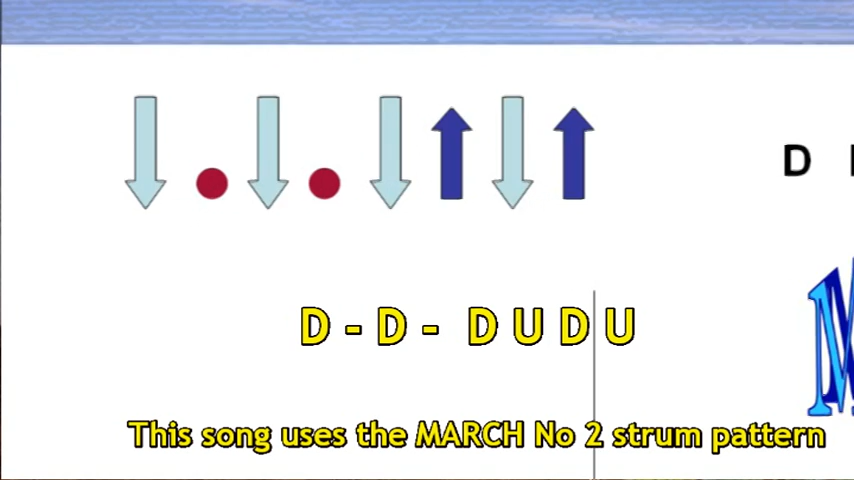 D
D - D - D U D U
M
This song uses the MARCH No 2 strum pattern